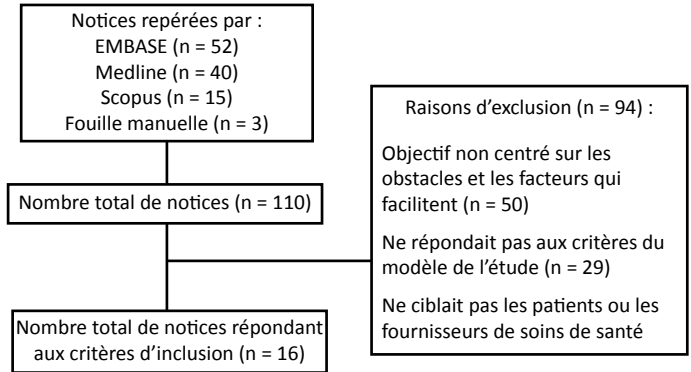 Notices repérées par :
EMBASE (n = 52)
Medline (n = 40)
Scopus (n = 15)
Fouille manuelle (n = 3)
Nombre total de notices (n = 110)
Raisons d’exclusion (n = 94) :
Objectif non centré sur les
obstacles et les facteurs qui
facilitent (n = 50)
Ne répondait pas aux critères du
modèle de l’étude (n = 29)
Ne ciblait pas les patients ou les
fournisseurs de soins de santé
Nombre total de notices répondant
aux critères d’inclusion (n = 16)